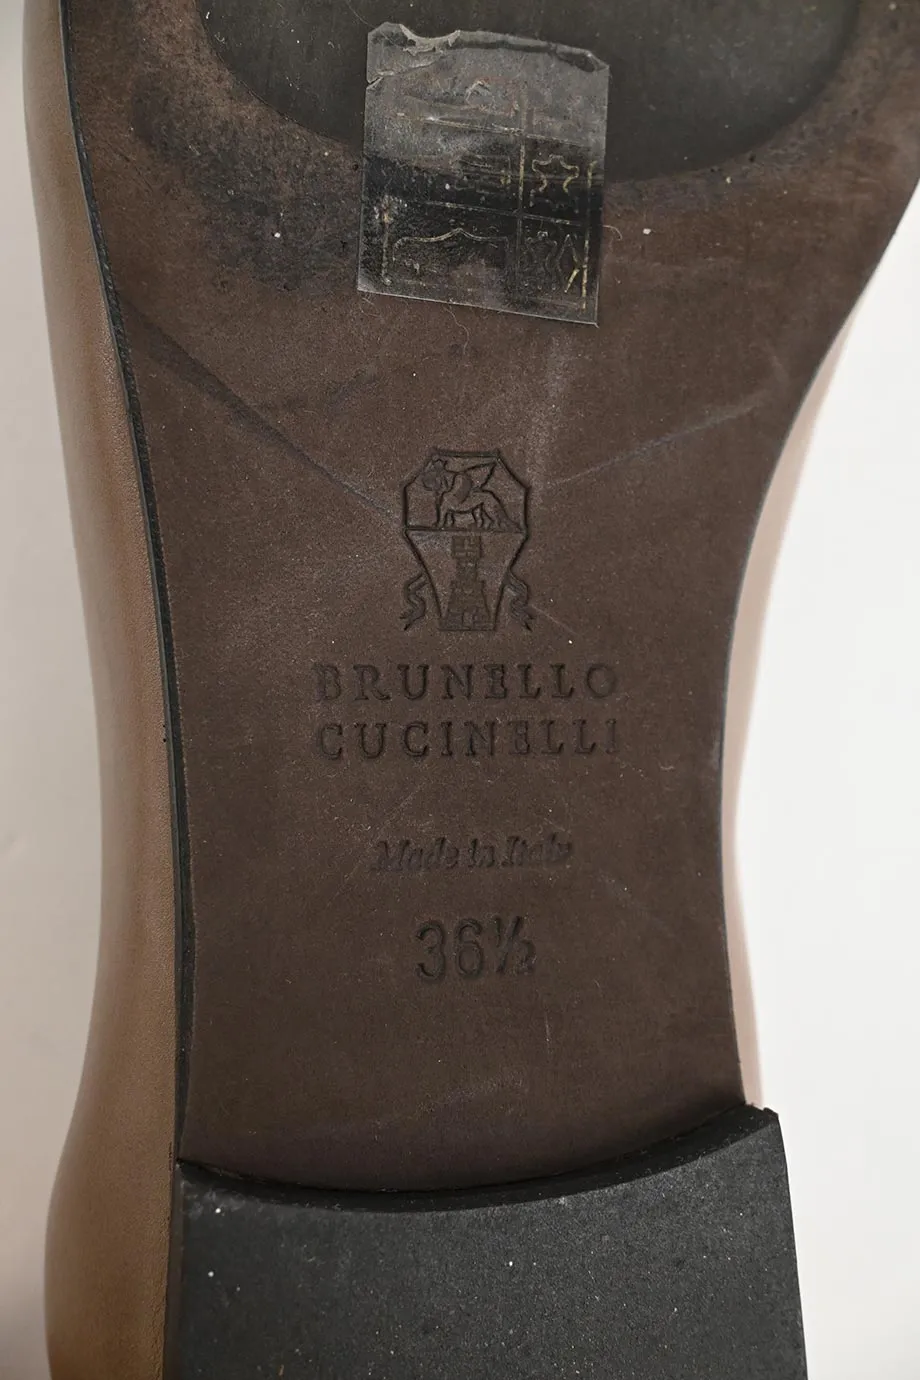 BRUNELLO
CUCINELLI
Made in Italy
36½